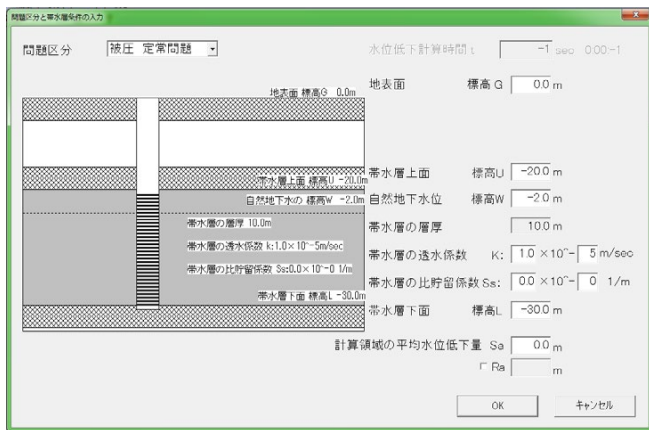 問題区分と帯水層条件の入力
問題区分 被圧 定常問題
水位低下計算時間 t -1 sec 0:00:-1
地表面 標高 G 0.0 m
地表面 標高G 0.0m
帯水層上面 標高U -20.0 m
帯水層上面 標高U -20.0m
自然地下水位 標高W -2.0 m
自然地下水の 標高W -2.0m
帯水層の層厚 10.0 m
帯水層の層厚 10.0m
帯水層の透水係数 K: 1.0 ×10^- 5 m/sec
帯水層の透水係数 k:1.0×10^-5m/sec
帯水層の比貯留係数 Ss: 0.0 ×10^- 0 1/m
帯水層の比貯留係数 Ss:0.0×10^-0 1/m
帯水層下面 標高L -30.0 m
帯水層下面 標高L -30.0m
計算領域の平均水位低下量 Sa 0.0 m
Ra m
OK キャンセル